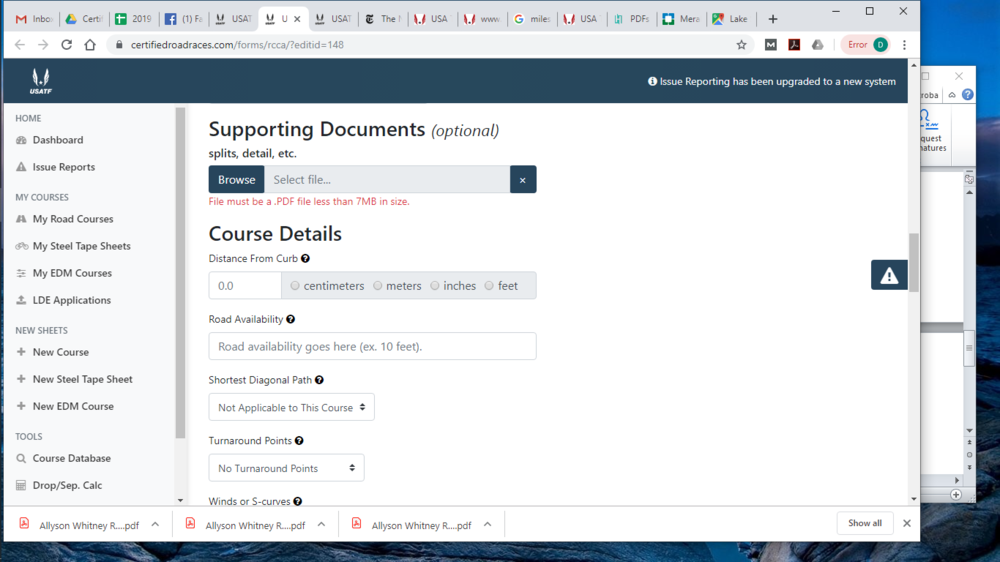 Inbo
Certifi
2019
(1) Fa
USAT
U
USAT
The N
USA
www.
miles
USA
PDFs
Mera
Lake
certifiedroadraces.com/forms/rcca/?editid=148
Error
D
USATF
Issue Reporting has been upgraded to a new system
roba
quest
natures
HOME
Dashboard
Issue Reports
MY COURSES
My Road Courses
My Steel Tape Sheets
My EDM Courses
LDE Applications
NEW SHEETS
New Course
New Steel Tape Sheet
New EDM Course
TOOLS
Course Database
Drop/Sep. Calc
Supporting Documents (optional)
splits, detail, etc.
Browse Select file... ×
File must be a .PDF file less than 7MB in size.
Course Details
Distance From Curb
0.0 centimeters meters inches feet
Road Availability
Road availability goes here (ex. 10 feet).
Shortest Diagonal Path
Not Applicable to This Course
Turnaround Points
No Turnaround Points
Winds or S-curves
Allyson Whitney R....pdf
Allyson Whitney R....pdf
Allyson Whitney R....pdf
Show all